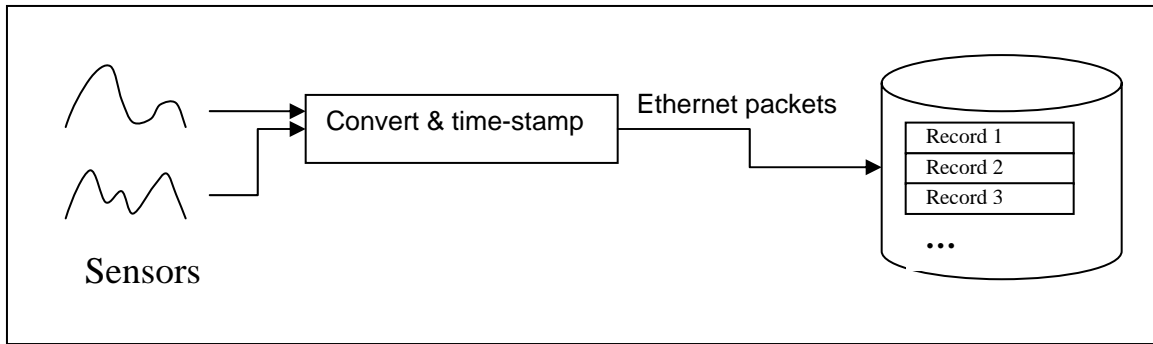 Sensors
Convert & time-stamp
Ethernet packets
Record 1
Record 2
Record 3
...